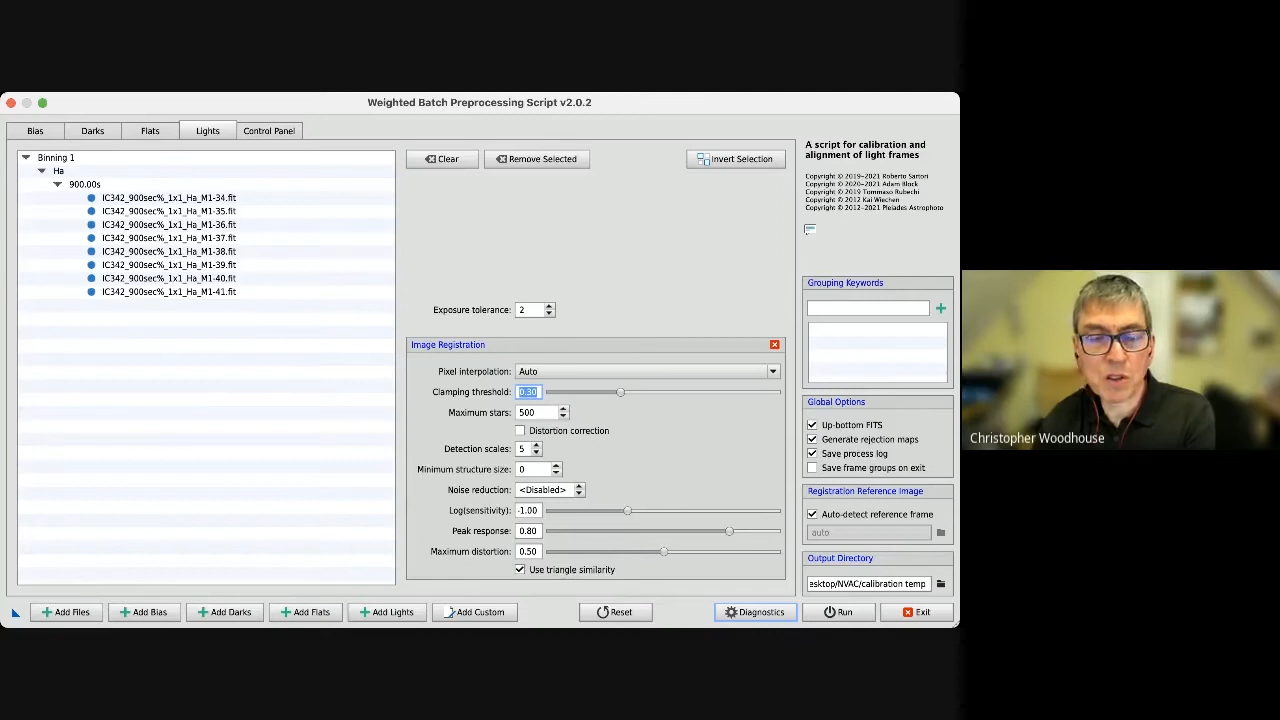 Weighted Batch Preprocessing Script v2.0.2
Bias
Darks
Flats
Lights
Control Panel
Binning 1
Ha
900.00s
IC342_900sec%_1x1_Ha_M1-34.fit
IC342_900sec%_1x1_Ha_M1-35.fit
IC342_900sec%_1x1_Ha_M1-36.fit
IC342_900sec%_1x1_Ha_M1-37.fit
IC342_900sec%_1x1_Ha_M1-38.fit
IC342_900sec%_1x1_Ha_M1-39.fit
IC342_900sec%_1x1_Ha_M1-40.fit
IC342_900sec%_1x1_Ha_M1-41.fit
Clear
Remove Selected
Invert Selection
Exposure tolerance: 2
Image Registration
Pixel interpolation: Auto
Clamping threshold: 0.30
Maximum stars: 500
Distortion correction
Detection scales: 5
Minimum structure size: 0
Noise reduction: <Disabled>
Log(sensitivity): -1.00
Peak response: 0.80
Maximum distortion: 0.50
Use triangle similarity
A script for calibration and
alignment of light frames
Copyright © 2019-2021 Roberto Sartori
Copyright © 2020-2021 Adam Block
Copyright © 2019 Tommaso Rubechi
Copyright © 2012 Kai Wiechen
Copyright © 2012-2021 Pleiades Astrophoto
Grouping Keywords
Global Options
Up-bottom FITS
Generate rejection maps
Save process log
Save frame groups on exit
Registration Reference Image
Auto-detect reference frame
auto
Output Directory
esktop/NVAC/calibration temp
Add Files
Add Bias
Add Darks
Add Flats
Add Lights
Add Custom
Reset
Diagnostics
Run
Exit
Christopher Woodhouse